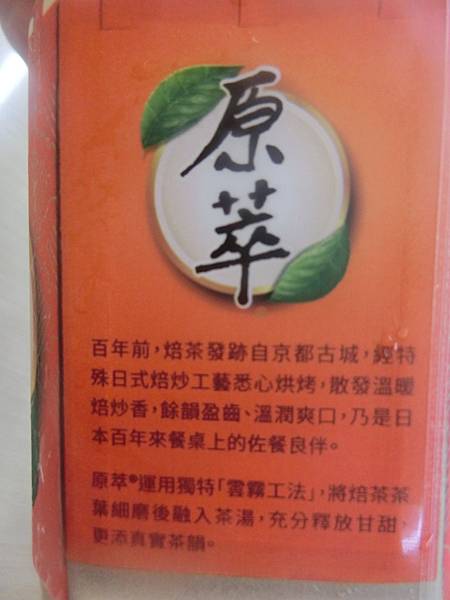 原萃
百年前，焙茶發跡自京都古城，經特
殊日式焙炒工藝悉心烘烤，散發溫暖
焙炒香，餘韻盈齒、溫潤爽口，乃是日
本百年來餐桌上的佐餐良伴。
原萃®運用獨特「雲霧工法」，將焙茶茶
葉細磨後融入茶湯，充分釋放甘甜，
更添真實茶韻。